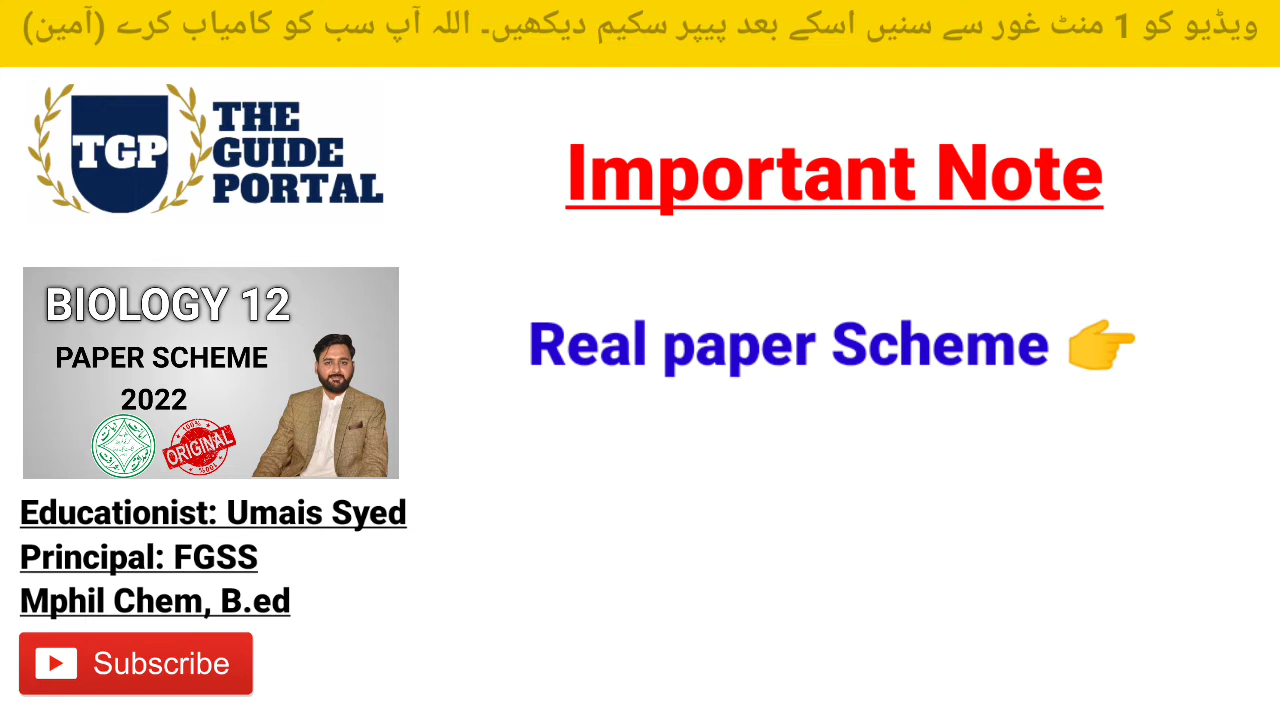 ویڈیو کو 1 منٹ غور سے سنیں اسکے بعد پیپر سکیم دیکھیں۔ اللہ آپ سب کو کامیاب کرے (آمین)
TGP
THE
GUIDE
PORTAL
Important Note
BIOLOGY 12
PAPER SCHEME
2022
100%
ORIGINAL
100%
Real paper Scheme 👉
Educationist: Umais Syed
Principal: FGSS
Mphil Chem, B.ed
Subscribe